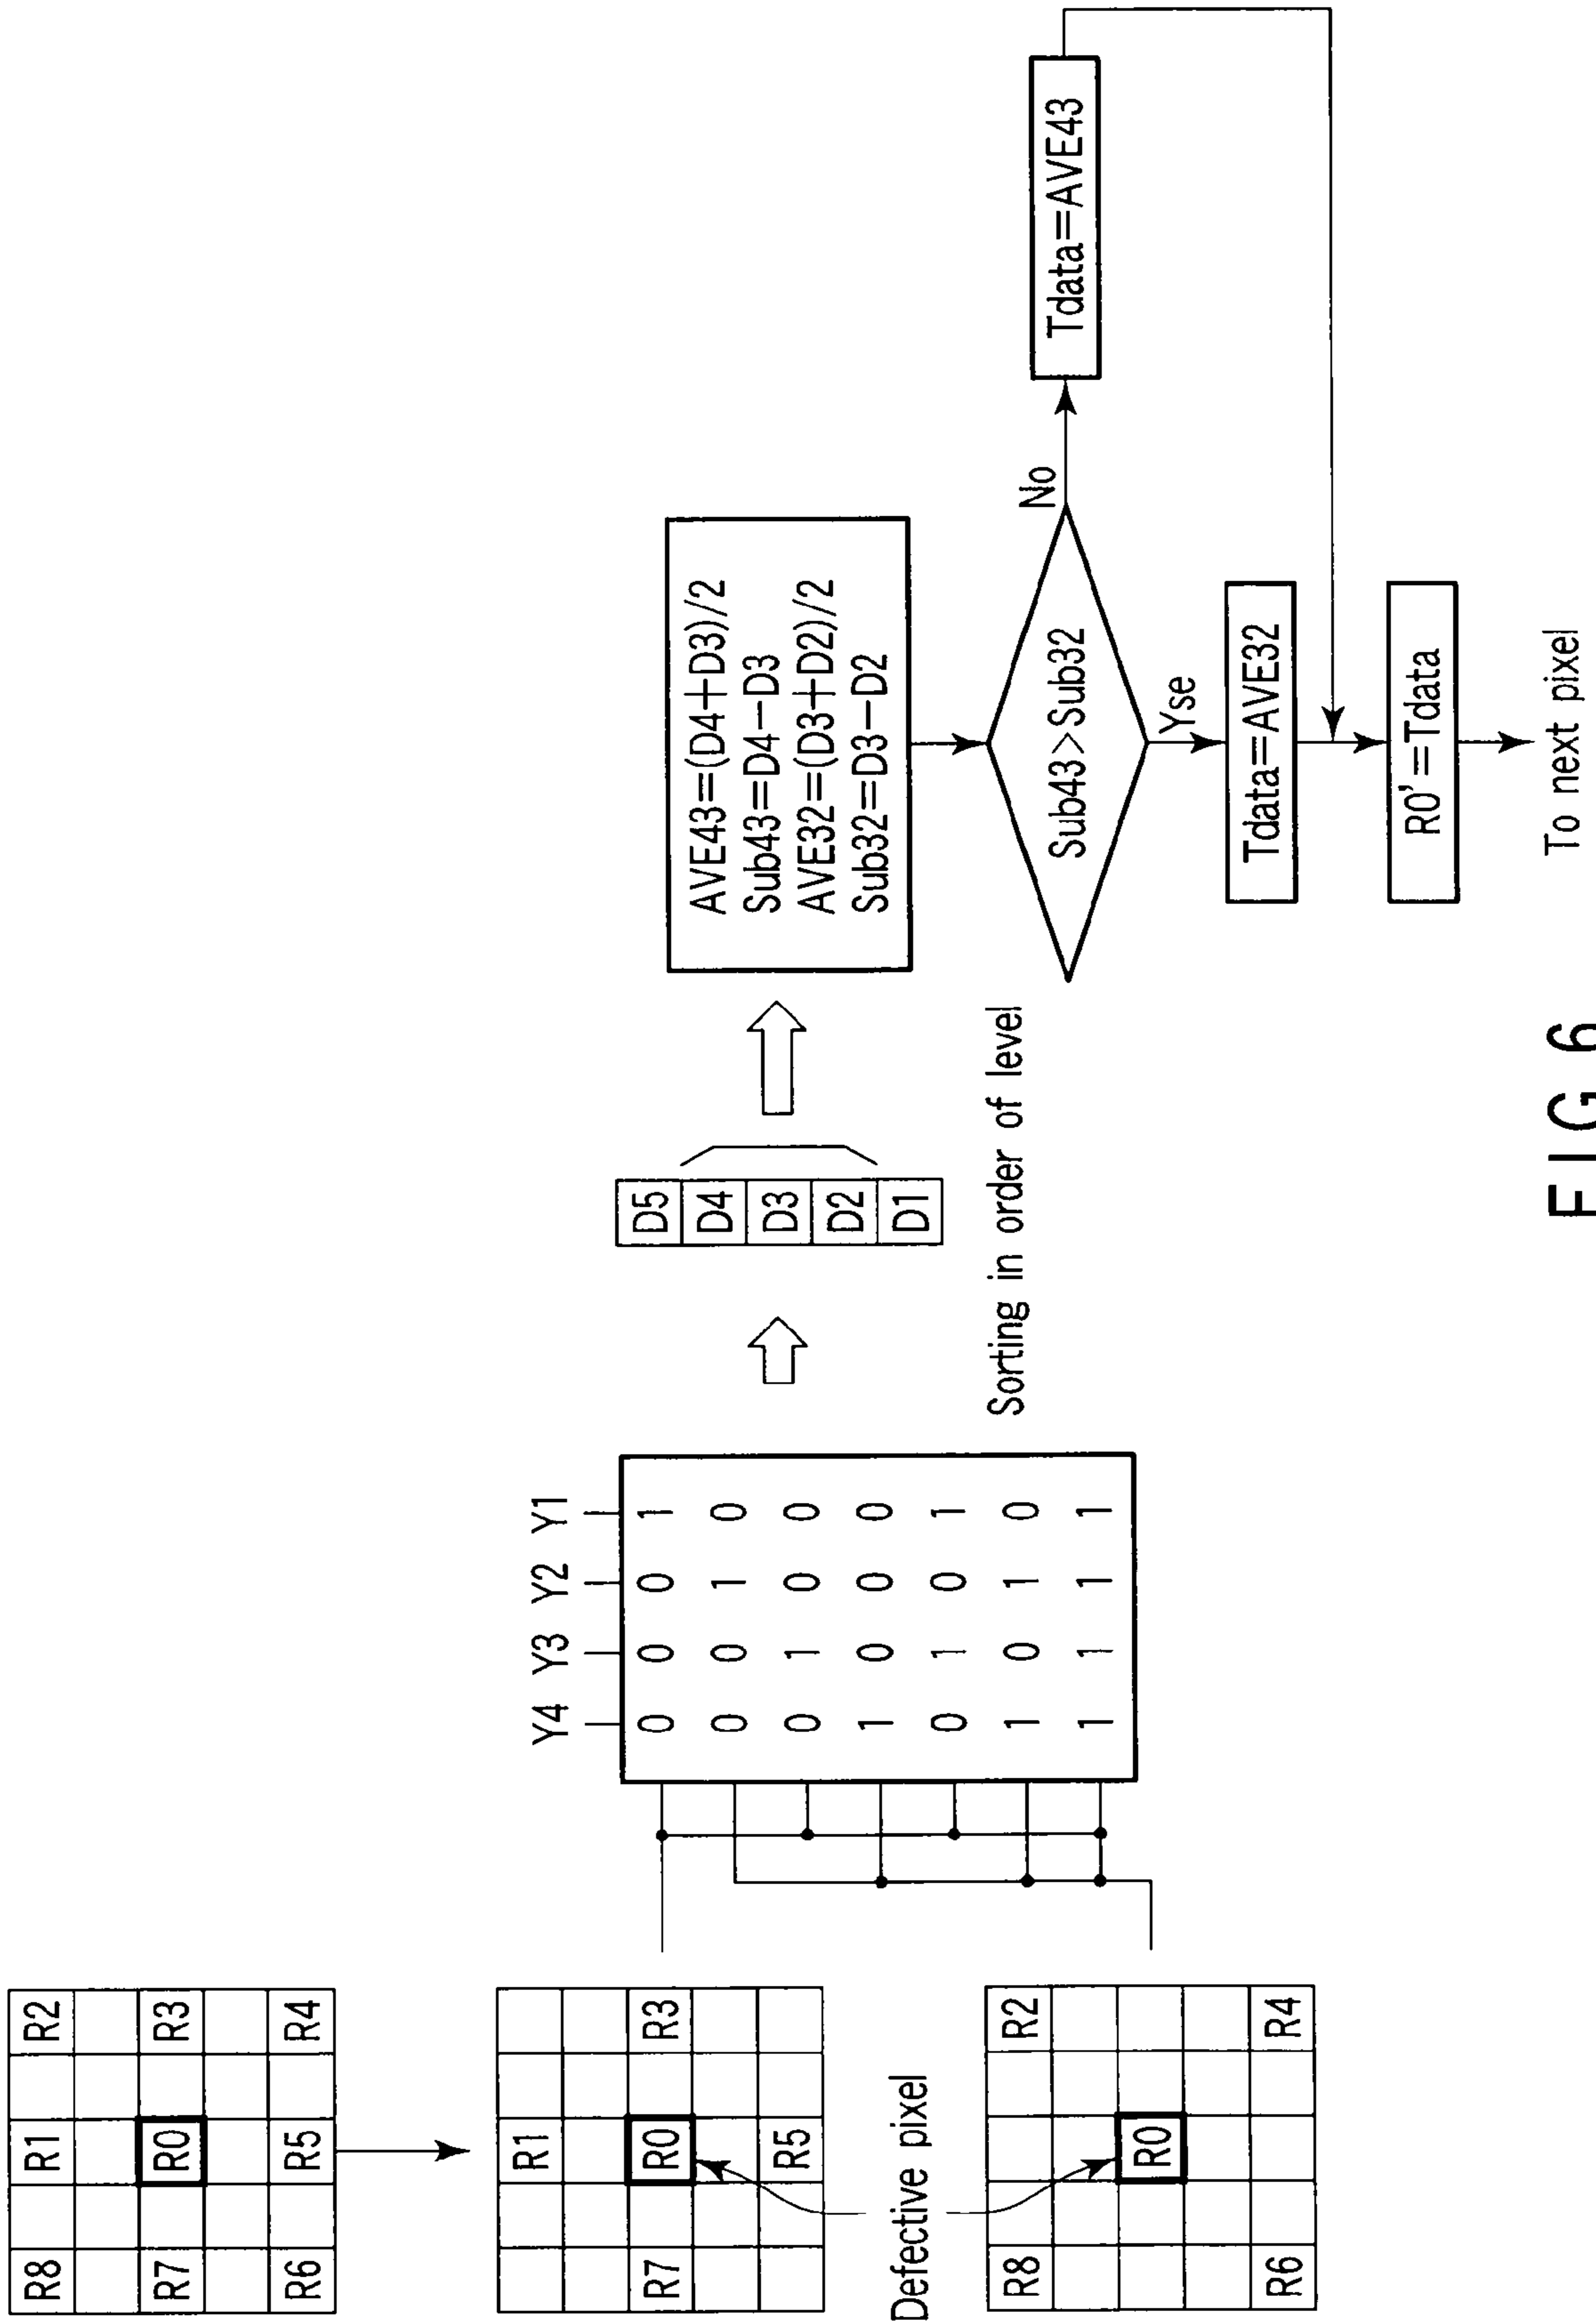 R8 R1 R2
R7 R0 R3
R6 R5 R4
R1
R7 R0 R3
R5
Defective pixel
R8 R2
R0
R6 R4
Y4 Y3 Y2 Y1
0 0 0 1
0 0 1 0
0 1 0 0
1 0 0 0
0 1 0 1
1 0 1 0
1 1 1 1
D5
D4
D3
D2
D1
Sorting in order of level
AVE43=(D4+D3)/2
Sub43=D4-D3
AVE32=(D3+D2)/2
Sub32=D3-D2
Sub43>Sub32
No
Tdata=AVE43
Yse
Tdata=AVE32
R0'=Tdata
To next pixel
FIG. 6